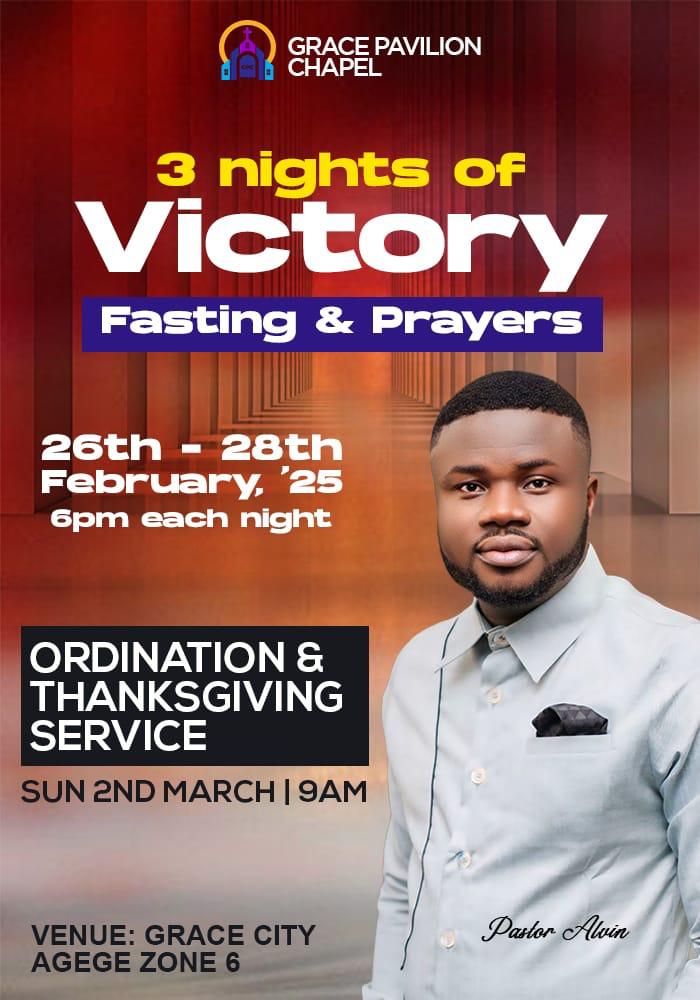 GRACE PAVILION
CHAPEL
3 nights of
Victory
Fasting & Prayers
26th - 28th
February, '25
6pm each night
ORDINATION &
THANKSGIVING
SERVICE
SUN 2ND MARCH | 9AM
Pastor Alvin
VENUE: GRACE CITY
AGEGE ZONE 6